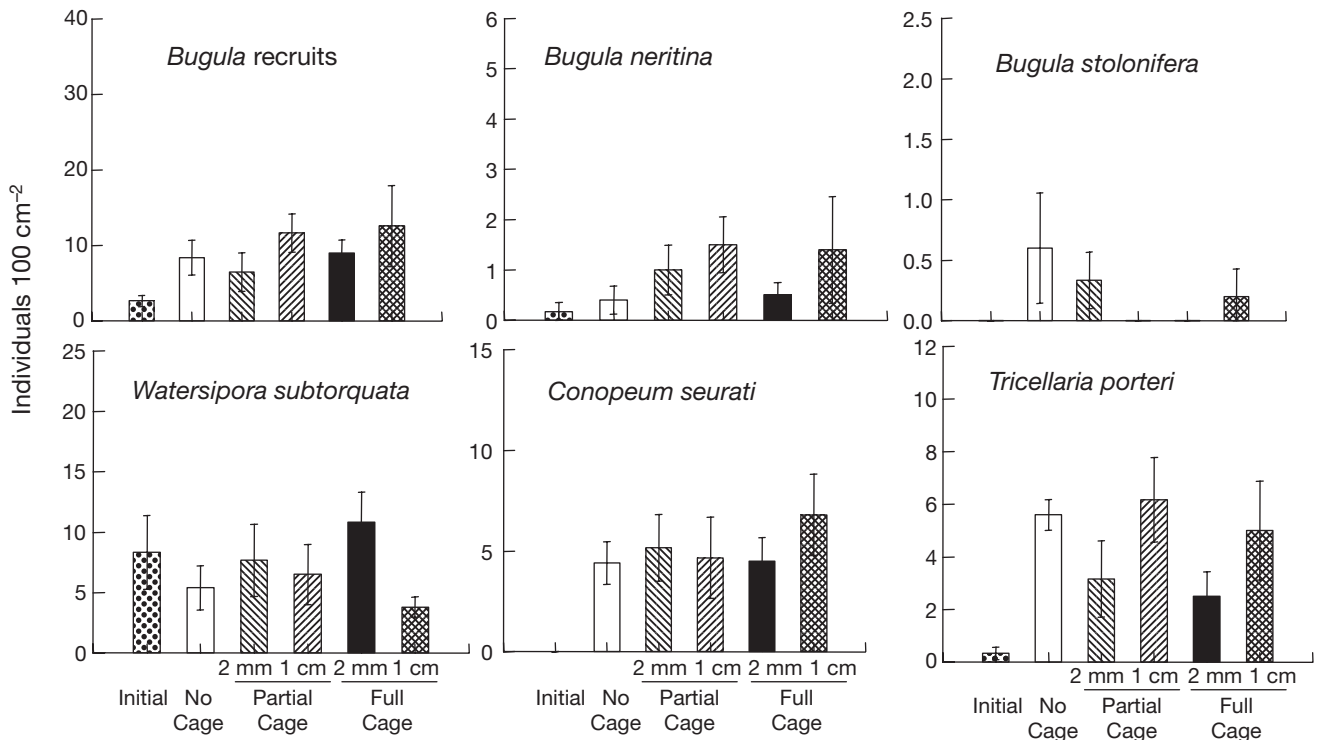 Individuals 100 cm⁻²
Bugula recruits
40
30
20
10
0
Bugula neritina
6
5
4
3
2
1
0
Bugula stolonifera
2.5
2.0
1.5
1.0
0.5
0.0
Watersipora subtorquata
25
20
15
10
5
0
2 mm 1 cm 2 mm 1 cm
Initial No Partial Full
Cage Cage Cage
Conopeum seurati
15
10
5
0
2 mm 1 cm 2 mm 1 cm
Initial No Partial Full
Cage Cage Cage
Tricellaria porteri
12
10
8
6
4
2
0
2 mm 1 cm 2 mm 1 cm
Initial No Partial Full
Cage Cage Cage